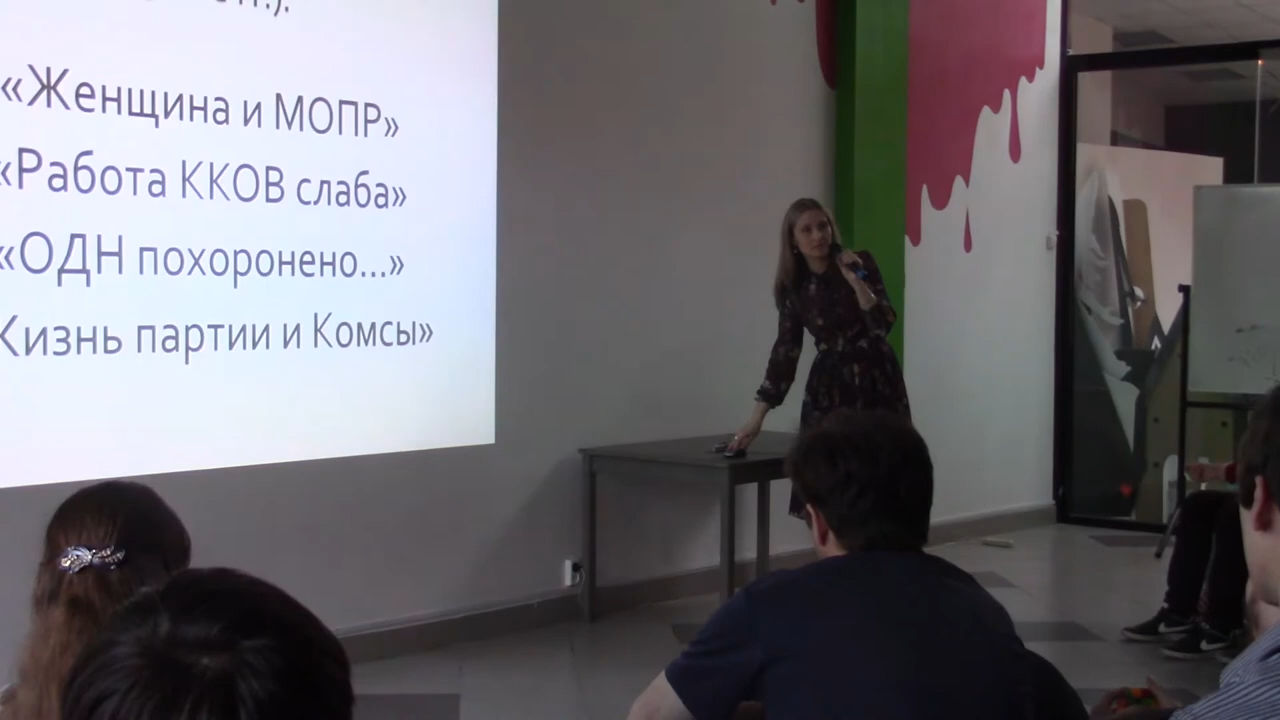 «Женщина и МОПР»
«Работа ККОВ слаба»
«ОДН похоронено...»
Жизнь партии и Комсы»